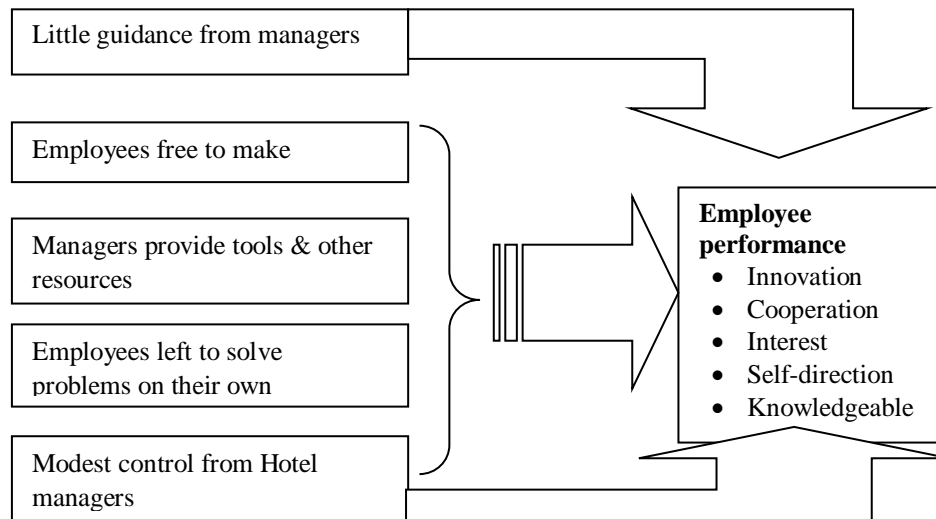 Little guidance from managers
Employees free to make
Managers provide tools & other
resources
Employees left to solve
problems on their own
Modest control from Hotel
managers
Employee
performance
• Innovation
• Cooperation
• Interest
• Self-direction
• Knowledgeable